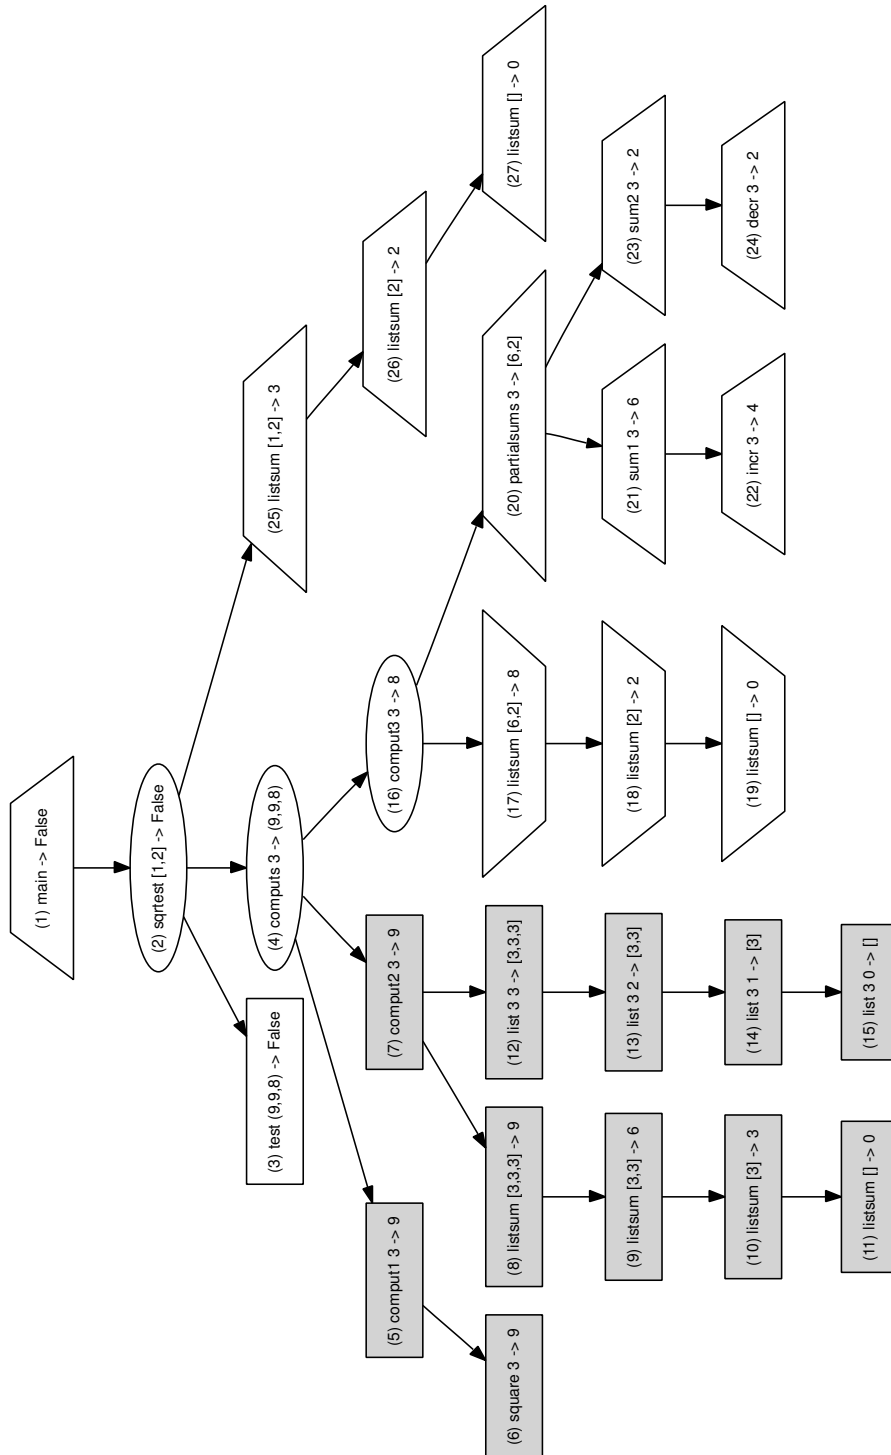 (1) main -> False
(2) sqrtest [1,2] -> False
(3) test (9,9,8) -> False
(4) computs 3 -> (9,9,8)
(5) comput1 3 -> 9
(6) square 3 -> 9
(7) comput2 3 -> 9
(8) listsum [3,3,3] -> 9
(9) listsum [3,3] -> 6
(10) listsum [3] -> 3
(11) listsum [] -> 0
(12) list 3 3 -> [3,3,3]
(13) list 3 2 -> [3,3]
(14) list 3 1 -> [3]
(15) list 3 0 -> []
(16) comput3 3 -> 8
(17) listsum [6,2] -> 8
(18) listsum [2] -> 2
(19) listsum [] -> 0
(20) partialsums 3 -> [6,2]
(21) sum1 3 -> 6
(22) incr 3 -> 4
(23) sum2 3 -> 2
(24) decr 3 -> 2
(25) listsum [1,2] -> 3
(26) listsum [2] -> 2
(27) listsum [] -> 0